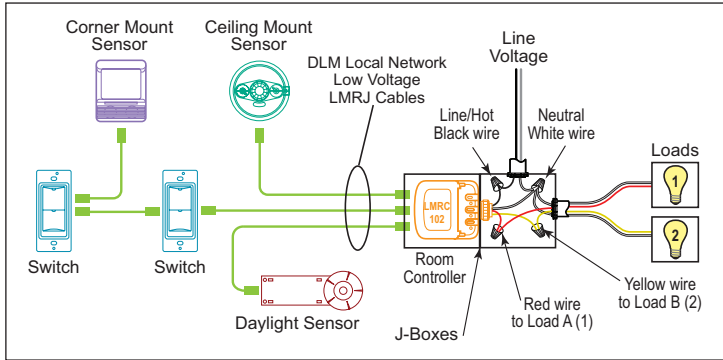 Corner Mount
Sensor
Ceiling Mount
Sensor
DLM Local Network
Low Voltage
LMRJ Cables
Line
Voltage
Line/Hot
Black wire
Neutral
White wire
Loads
1
2
LMRC
102
Switch
Switch
Room
Controller
Daylight Sensor
J-Boxes
Red wire
to Load A (1)
Yellow wire
to Load B (2)